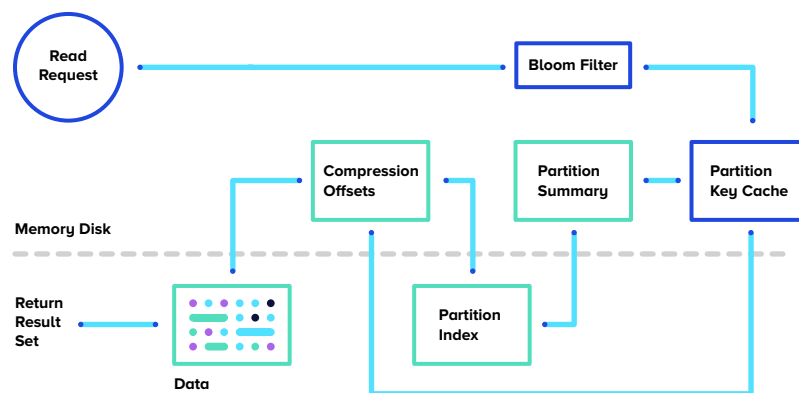 Read
Request
Bloom Filter
Compression
Offsets
Partition
Summary
Partition
Key Cache
Memory Disk
Return
Result
Set
Partition
Index
Data